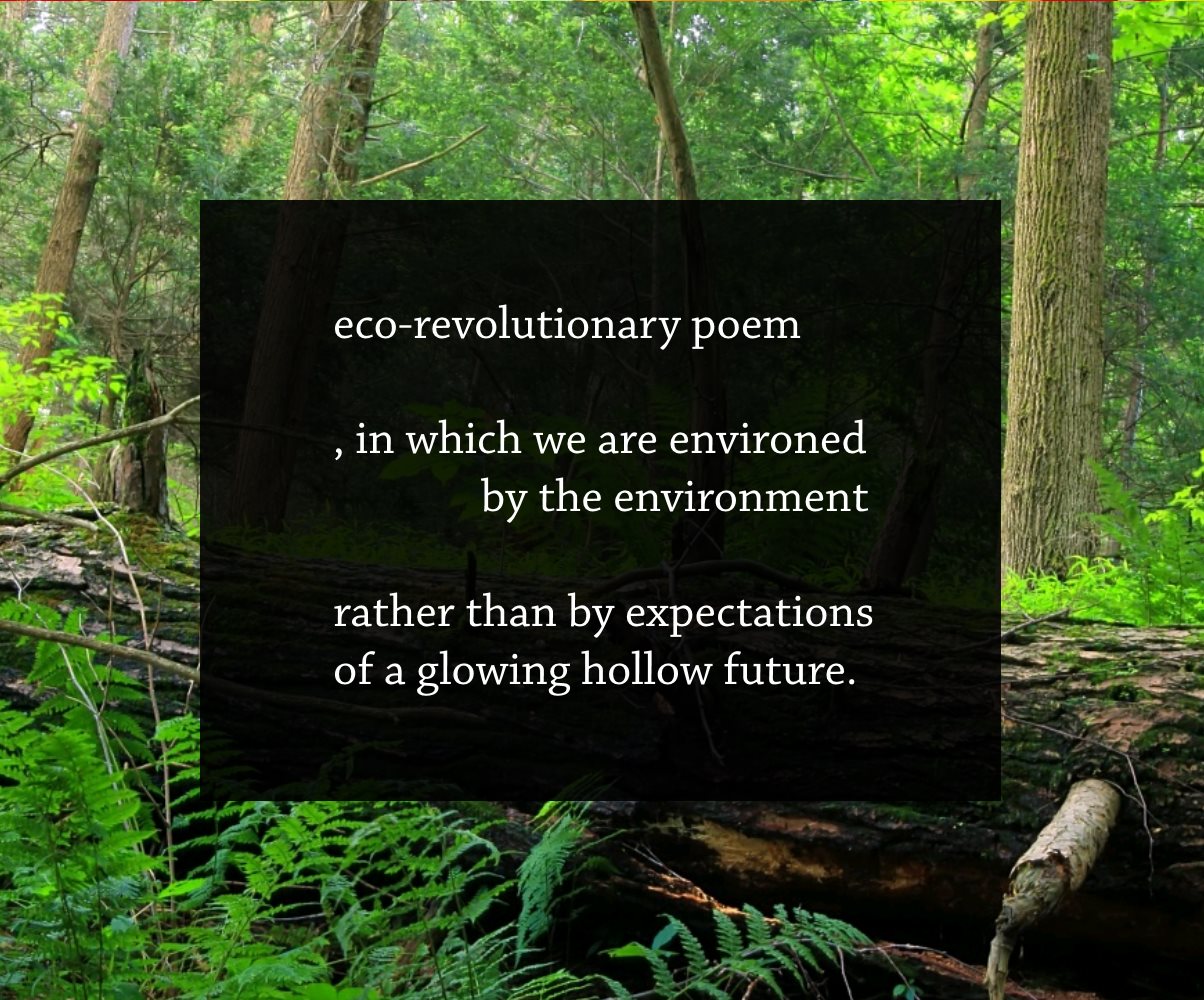 eco-revolutionary poem
, in which we are environed
by the environment
rather than by expectations
of a glowing hollow future.